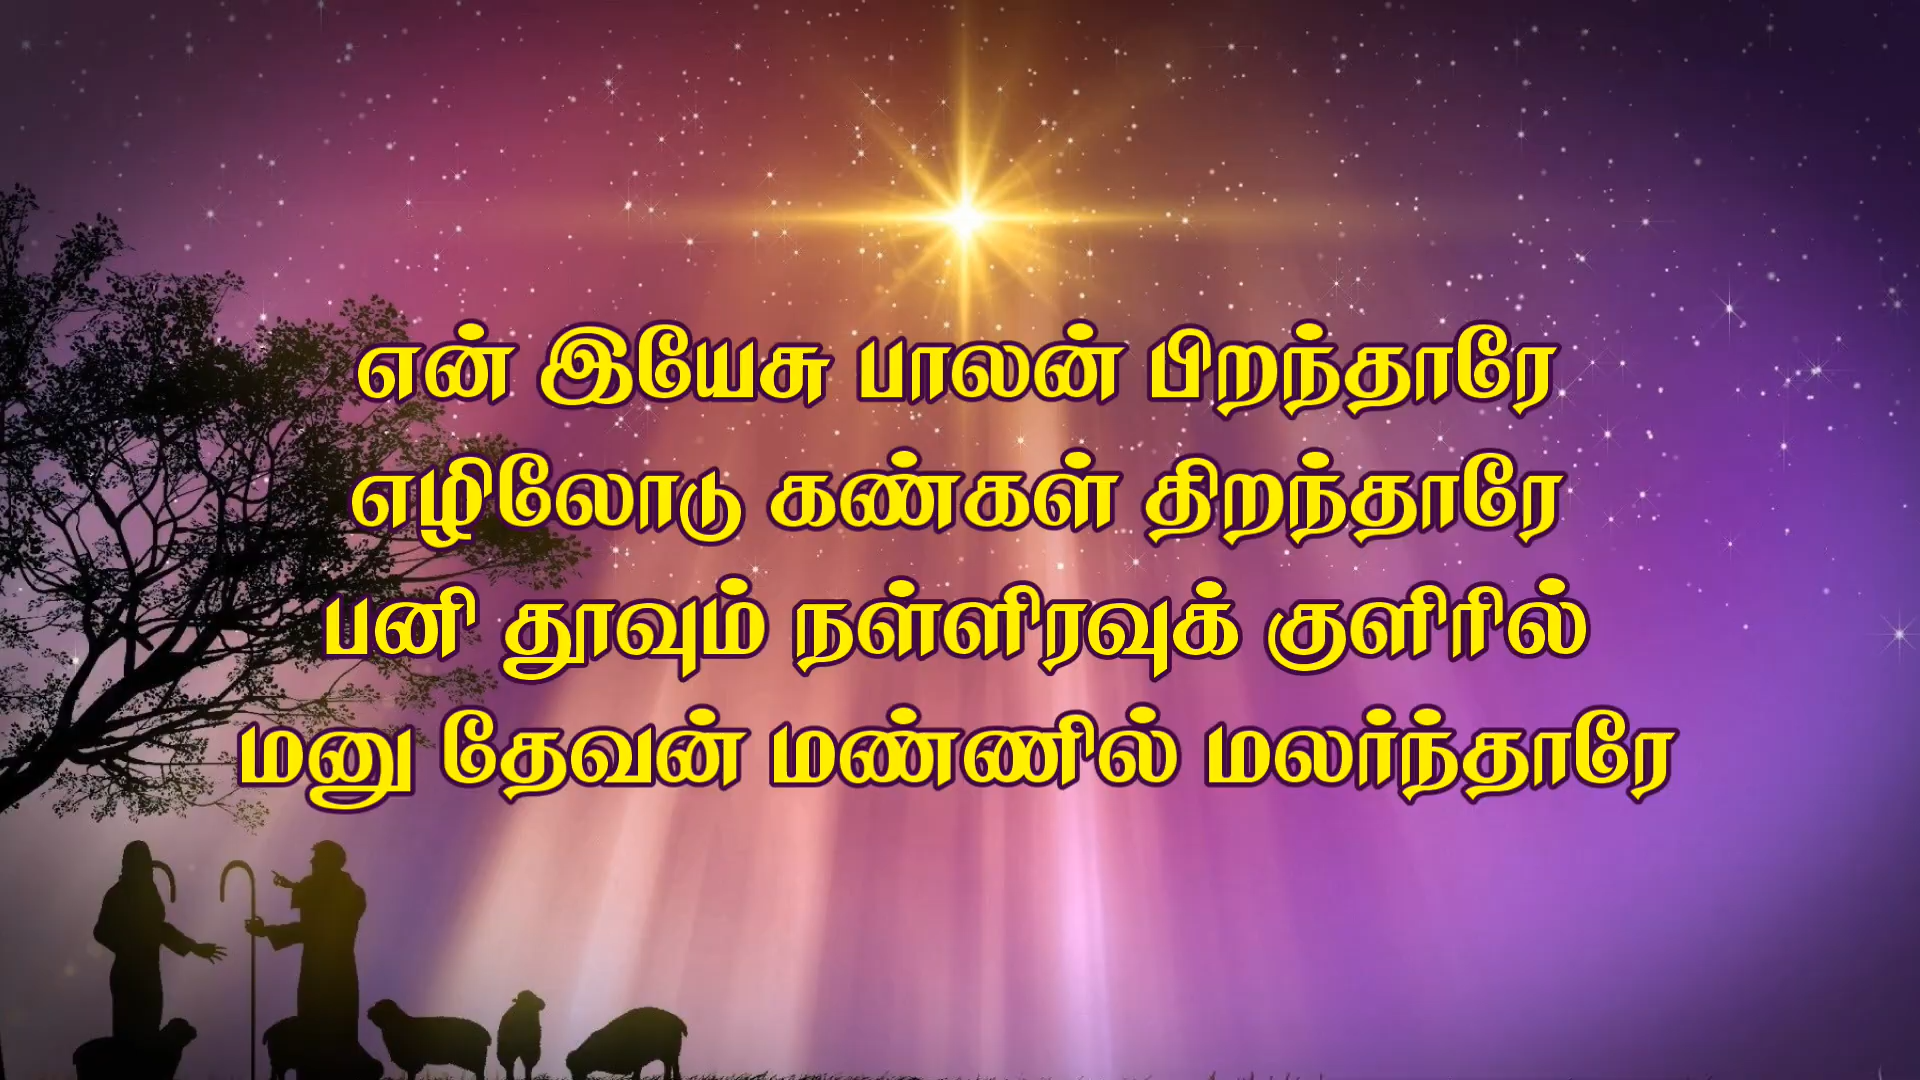 என் இயேசு பாலன் பிறந்தாரே
எழிலோடு கண்கள் திறந்தாரே
பனி தூவும் நள்ளிரவுக் குளிரில்
மனு தேவன் மண்ணில் மலர்ந்தாரே